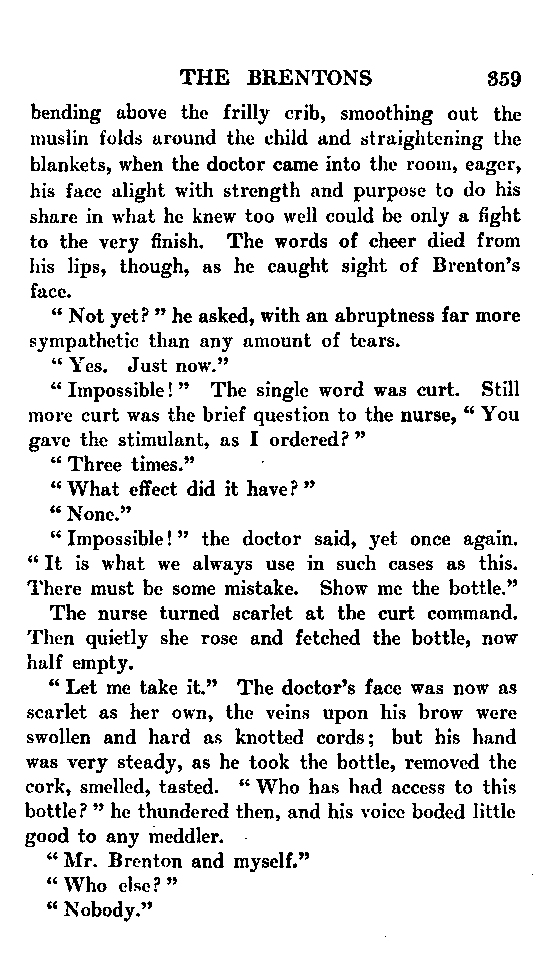 THE BRENTONS 359
bending above the frilly crib, smoothing out the
muslin folds around the child and straightening the
blankets, when the doctor came into the room, eager,
his face alight with strength and purpose to do his
share in what he knew too well could be only a fight
to the very finish. The words of cheer died from
his lips, though, as he caught sight of Brenton's
face.
“ Not yet? ” he asked, with an abruptness far more
sympathetic than any amount of tears.
“ Yes. Just now.”
“ Impossible! ” The single word was curt. Still
more curt was the brief question to the nurse, “ You
gave the stimulant, as I ordered? ”
“ Three times.”
“ What effect did it have? ”
“ None.”
“ Impossible! ” the doctor said, yet once again.
“ It is what we always use in such cases as this.
There must be some mistake. Show me the bottle.”
The nurse turned scarlet at the curt command.
Then quietly she rose and fetched the bottle, now
half empty.
“ Let me take it.” The doctor's face was now as
scarlet as her own, the veins upon his brow were
swollen and hard as knotted cords; but his hand
was very steady, as he took the bottle, removed the
cork, smelled, tasted. “ Who has had access to this
bottle? ” he thundered then, and his voice boded little
good to any meddler.
“ Mr. Brenton and myself.”
“ Who else? ”
“ Nobody.”